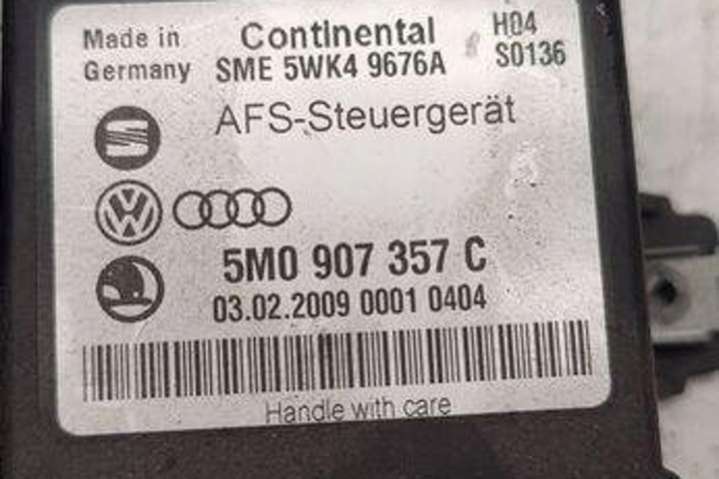 Made in Germany
Continental
SME 5WK4 9676A
H04
S0136
AFS-Steuergerät
5M0 907 357 C
03.02.2009 0001 0404
Handle with care